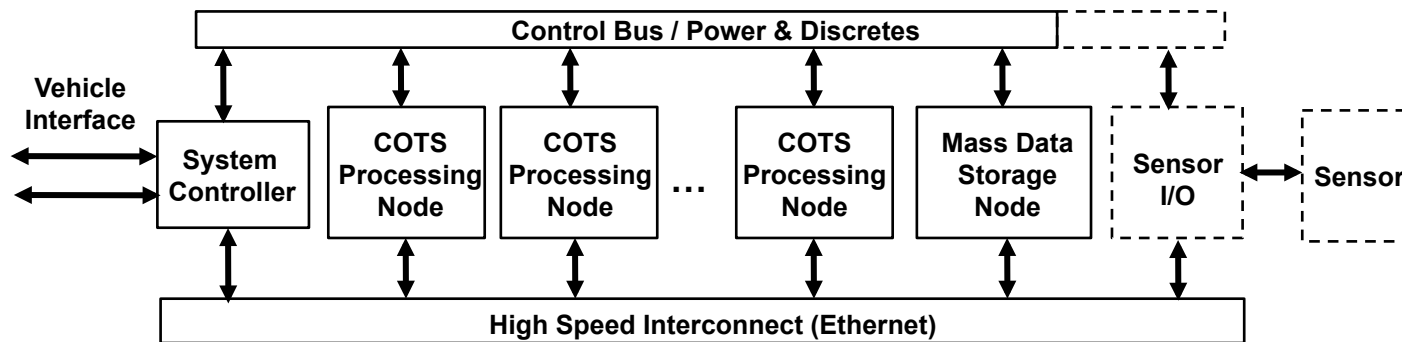 Control Bus / Power & Discretes
Vehicle
Interface
System
Controller
COTS
Processing
Node
COTS
Processing
Node
...
COTS
Processing
Node
Mass Data
Storage
Node
Sensor
I/O
Sensor
High Speed Interconnect (Ethernet)